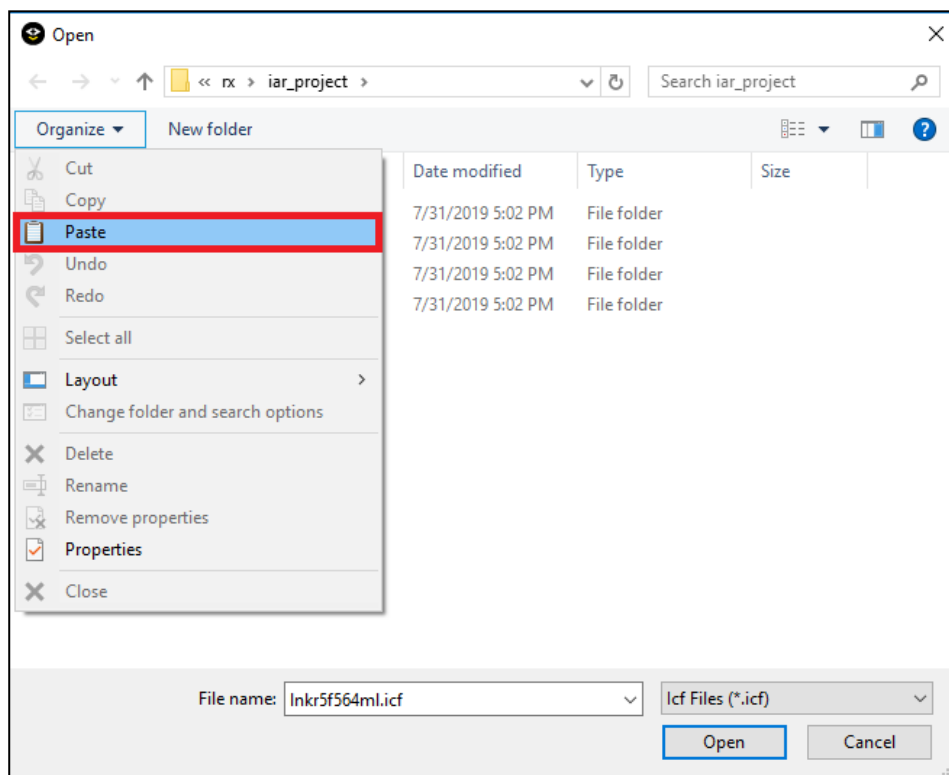 Open
« rx > iar_project >
Search iar_project
Organize
New folder
?
Date modified Type Size
Cut
Copy
Paste
Undo
Redo
Select all
Layout
Change folder and search options
Delete
Rename
Remove properties
Properties
Close
7/31/2019 5:02 PM File folder
7/31/2019 5:02 PM File folder
7/31/2019 5:02 PM File folder
7/31/2019 5:02 PM File folder
File name: lnkr5f564ml.icf
Icf Files (*.icf)
Open Cancel